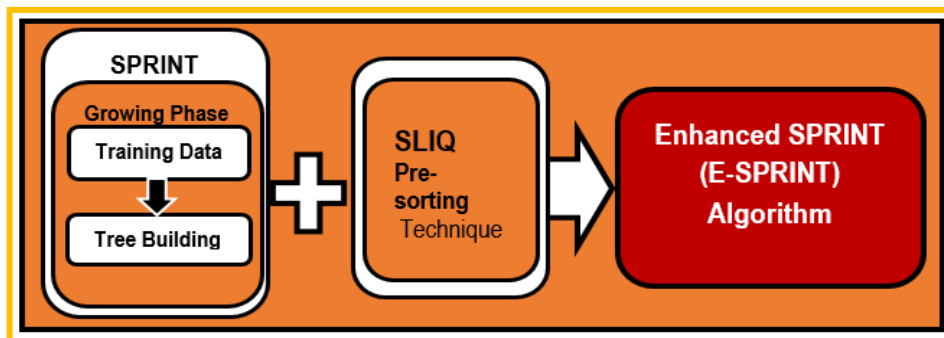 SPRINT
Growing Phase
Training Data
Tree Building
SLIQ
Pre-
sorting
Technique
Enhanced SPRINT
(E-SPRINT)
Algorithm